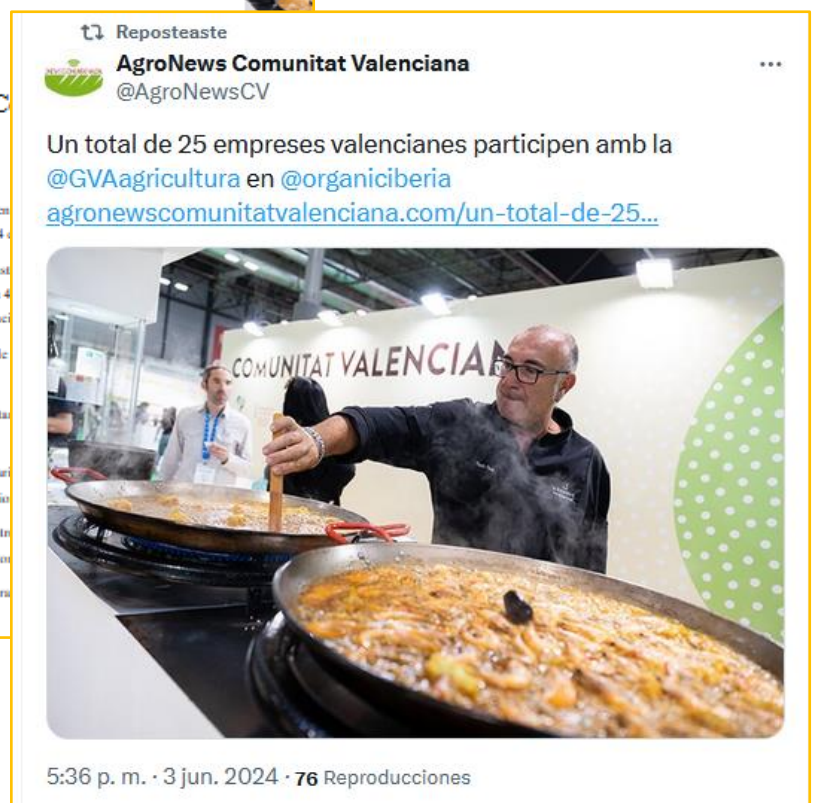 Reposteaste
AgroNews Comunitat Valenciana
@AgroNewsCV
Un total de 25 empreses valencianes participen amb la
@GVAagricultura en @organiciberia
agronewscomunitatvalenciana.com/un-total-de-25...
COMUNITAT VALENCIAN
5:36 p. m. · 3 jun. 2024 · 76 Reproducciones